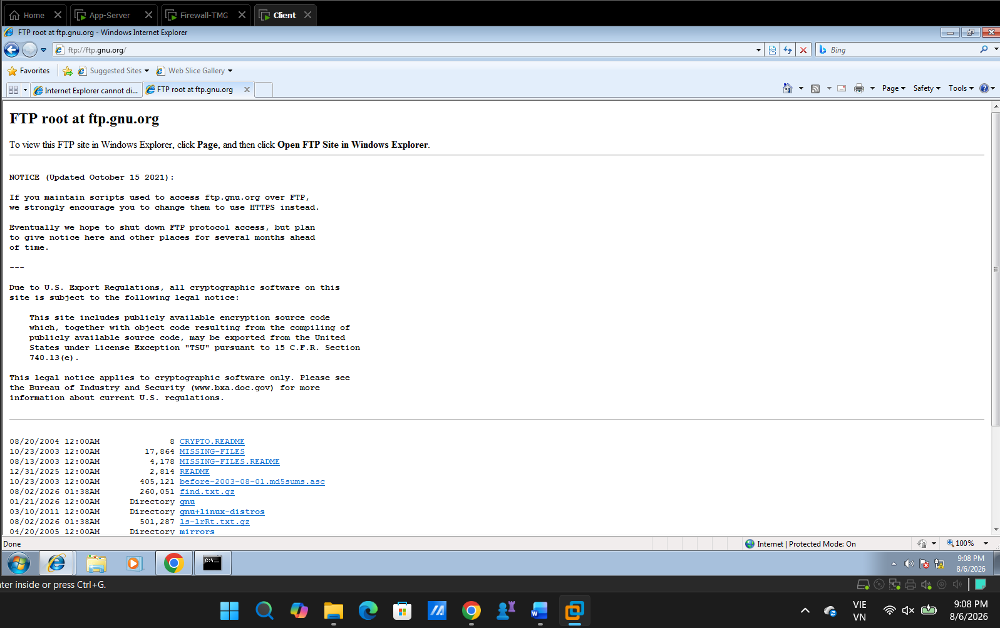 Home
App-Server
Firewall-TMG
Client
FTP root at ftp.gnu.org - Windows Internet Explorer
ftp://ftp.gnu.org/
Bing
Favorites
Suggested Sites
Web Slice Gallery
Internet Explorer cannot di...
FTP root at ftp.gnu.org
Page
Safety
Tools
FTP root at ftp.gnu.org
To view this FTP site in Windows Explorer, click Page, and then click Open FTP Site in Windows Explorer.
NOTICE (Updated October 15 2021):
If you maintain scripts used to access ftp.gnu.org over FTP,
we strongly encourage you to change them to use HTTPS instead.
Eventually we hope to shut down FTP protocol access, but plan
to give notice here and other places for several months ahead
of time.
---
Due to U.S. Export Regulations, all cryptographic software on this
site is subject to the following legal notice:
This site includes publicly available encryption source code
which, together with object code resulting from the compiling of
publicly available source code, may be exported from the United
States under License Exception "TSU" pursuant to 15 C.F.R. Section
740.13(e).
This legal notice applies to cryptographic software only. Please see
the Bureau of Industry and Security (www.bxa.doc.gov) for more
information about current U.S. regulations.
08/20/2004 12:00AM 8 CRYPTO.README
10/23/2003 12:00AM 17,864 MISSING-FILES
08/13/2003 12:00AM 4,178 MISSING-FILES.README
12/31/2025 12:00AM 2,814 README
10/23/2003 12:00AM 405,121 before-2003-08-01.md5sums.asc
08/02/2026 01:38AM 260,051 find.txt.gz
01/21/2026 12:00AM Directory gnu
03/10/2011 12:00AM Directory gnu+linux-distros
08/02/2026 01:38AM 501,287 ls-lrRt.txt.gz
04/20/2005 12:00AM Directory mirrors
Done
Internet | Protected Mode: On
100%
C:\_
9:08 PM
8/6/2026
ter inside or press Ctrl+G.
VIE
VN
9:08 PM
8/6/2026